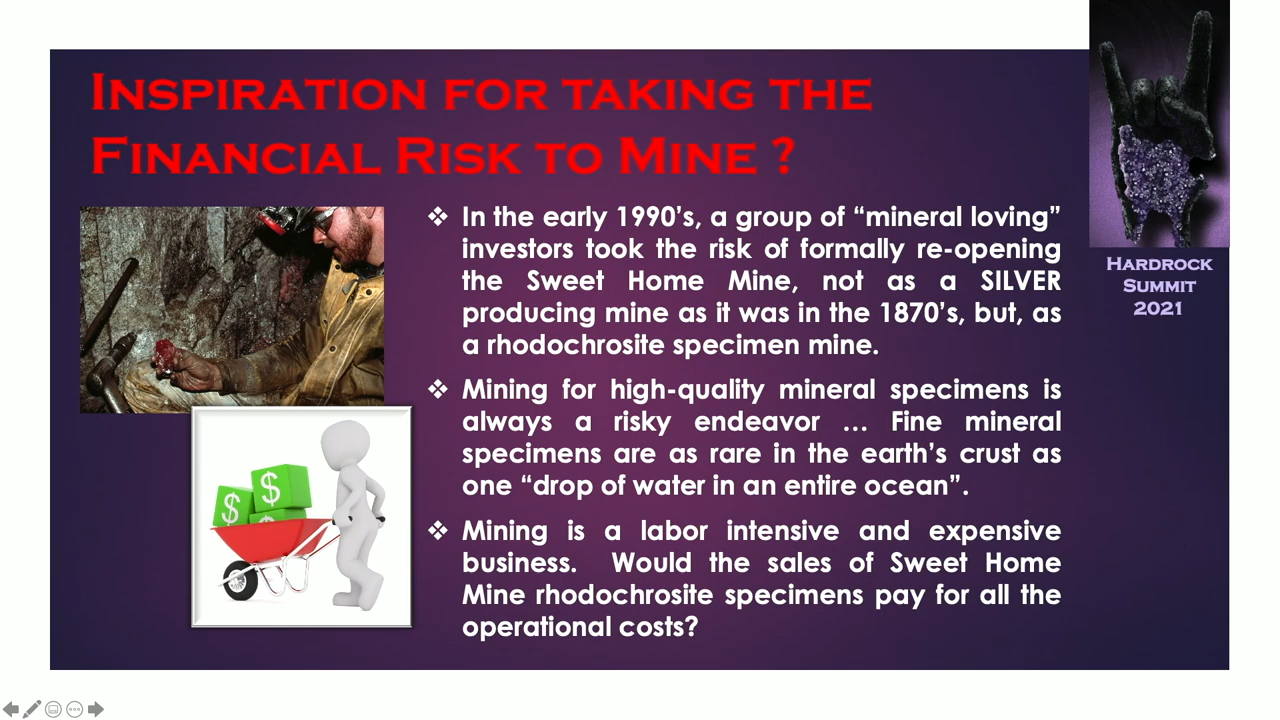 INSPIRATION FOR TAKING THE
FINANCIAL RISK TO MINE ?
❖ In the early 1990’s, a group of “mineral loving”
investors took the risk of formally re-opening
the Sweet Home Mine, not as a SILVER
producing mine as it was in the 1870’s, but, as
a rhodochrosite specimen mine.
❖ Mining for high-quality mineral specimens is
always a risky endeavor … Fine mineral
specimens are as rare in the earth’s crust as
one “drop of water in an entire ocean”.
❖ Mining is a labor intensive and expensive
business. Would the sales of Sweet Home
Mine rhodochrosite specimens pay for all the
operational costs?
$
$
$
HARDROCK
SUMMIT
2021